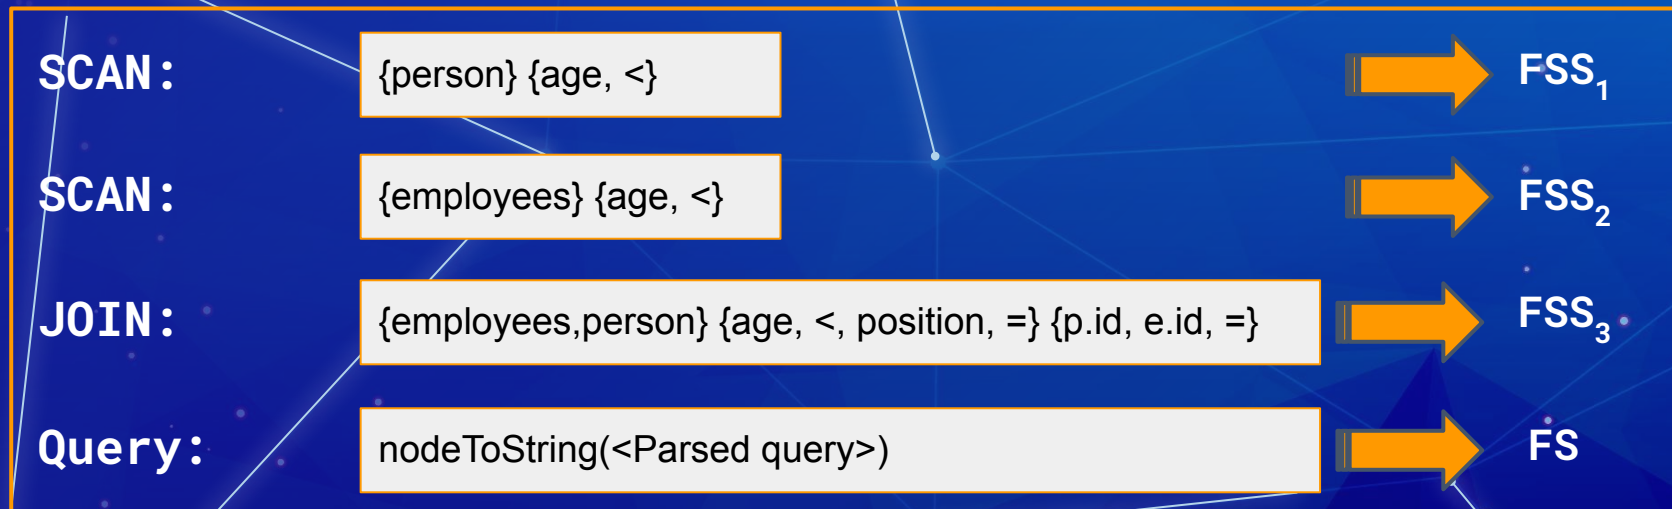 SCAN: {person} {age, <} FSS₁
SCAN: {employees} {age, <} FSS₂
JOIN: {employees,person} {age, <, position, =} {p.id, e.id, =} FSS₃
Query: nodeToString(<Parsed query>) FS